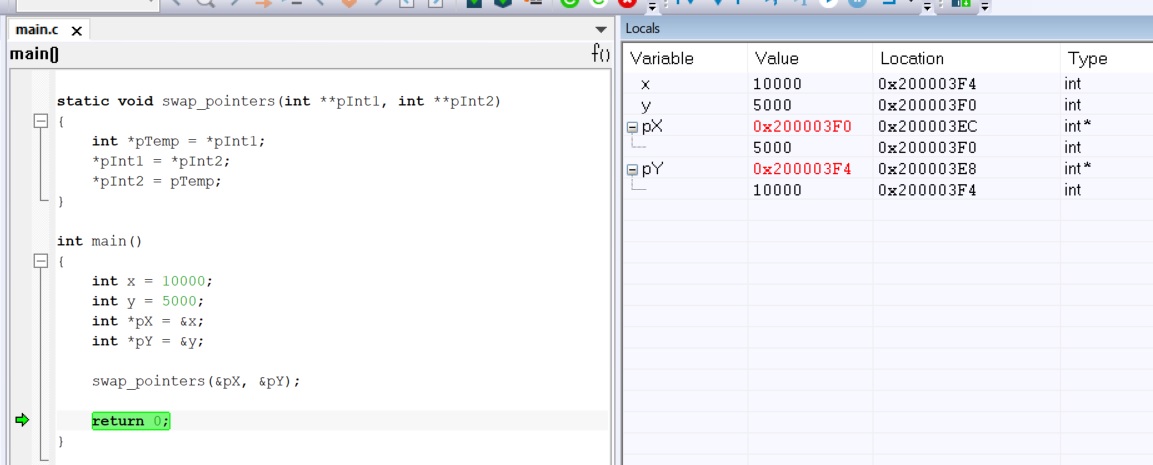 main.c
Locals
main()
f()
Variable Value Location Type
static void swap_pointers(int **pInt1, int **pInt2)
{
int *pTemp = *pInt1;
*pInt1 = *pInt2;
*pInt2 = pTemp;
}
int main()
{
int x = 10000;
int y = 5000;
int *pX = &x;
int *pY = &y;
swap_pointers(&pX, &pY);
return 0;
}
x 10000 0x200003F4 int
y 5000 0x200003F0 int
pX 0x200003F0 0x200003EC int*
5000 0x200003F0 int
pY 0x200003F4 0x200003E8 int*
10000 0x200003F4 int